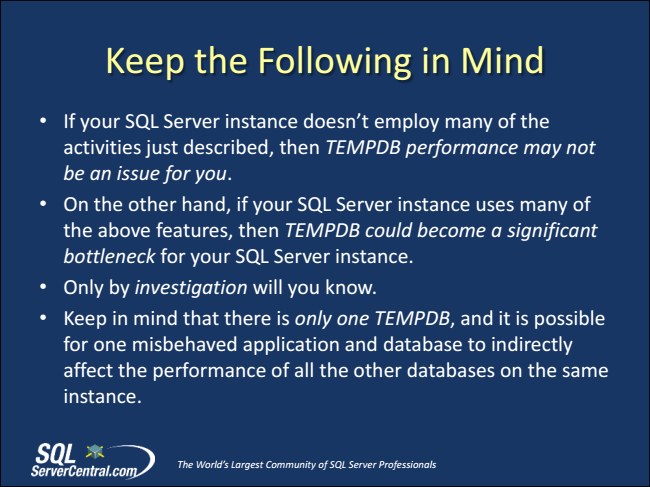 Keep the Following in Mind
• If your SQL Server instance doesn’t employ many of the
activities just described, then TEMPDB performance may not
be an issue for you.
• On the other hand, if your SQL Server instance uses many of
the above features, then TEMPDB could become a significant
bottleneck for your SQL Server instance.
• Only by investigation will you know.
• Keep in mind that there is only one TEMPDB, and it is possible
for one misbehaved application and database to indirectly
affect the performance of all the other databases on the same
instance.
SQL
ServerCentral.com
The World’s Largest Community of SQL Server Professionals